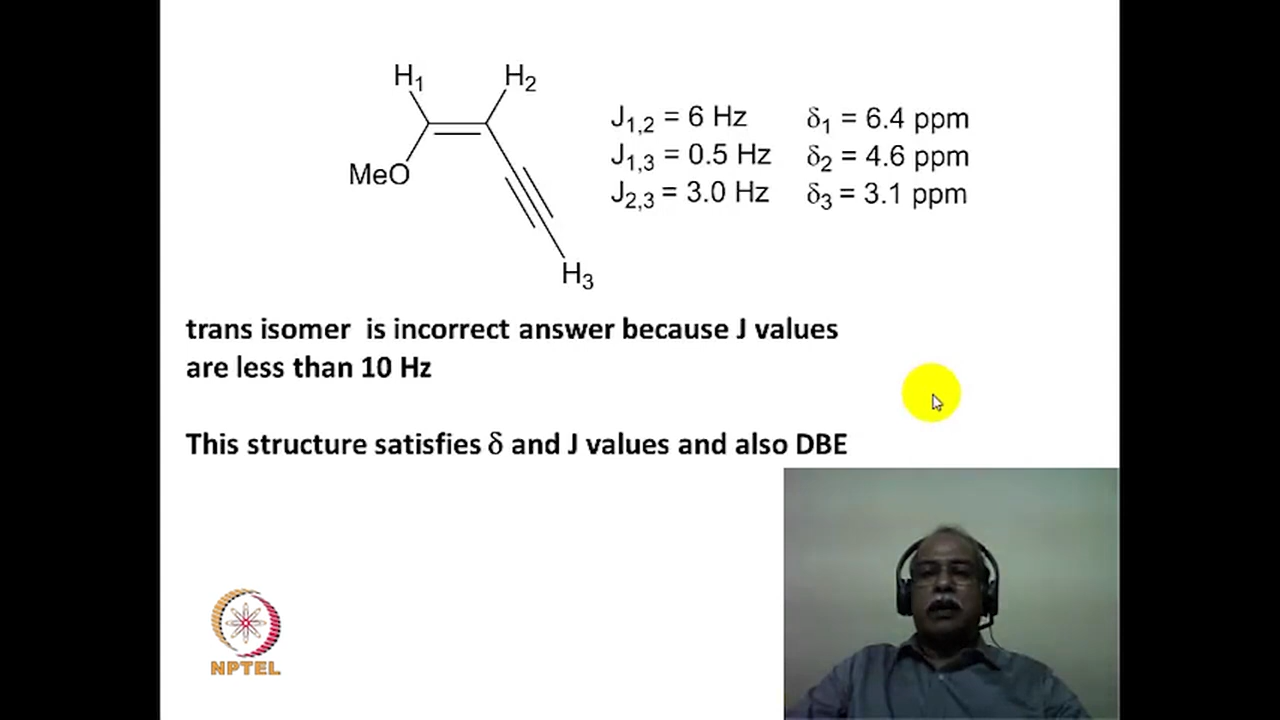 H₁ H₂
MeO
H₃
J₁,₂ = 6 Hz δ₁ = 6.4 ppm
J₁,₃ = 0.5 Hz δ₂ = 4.6 ppm
J₂,₃ = 3.0 Hz δ₃ = 3.1 ppm
trans isomer is incorrect answer because J values
are less than 10 Hz
This structure satisfies δ and J values and also DBE
NPTEL